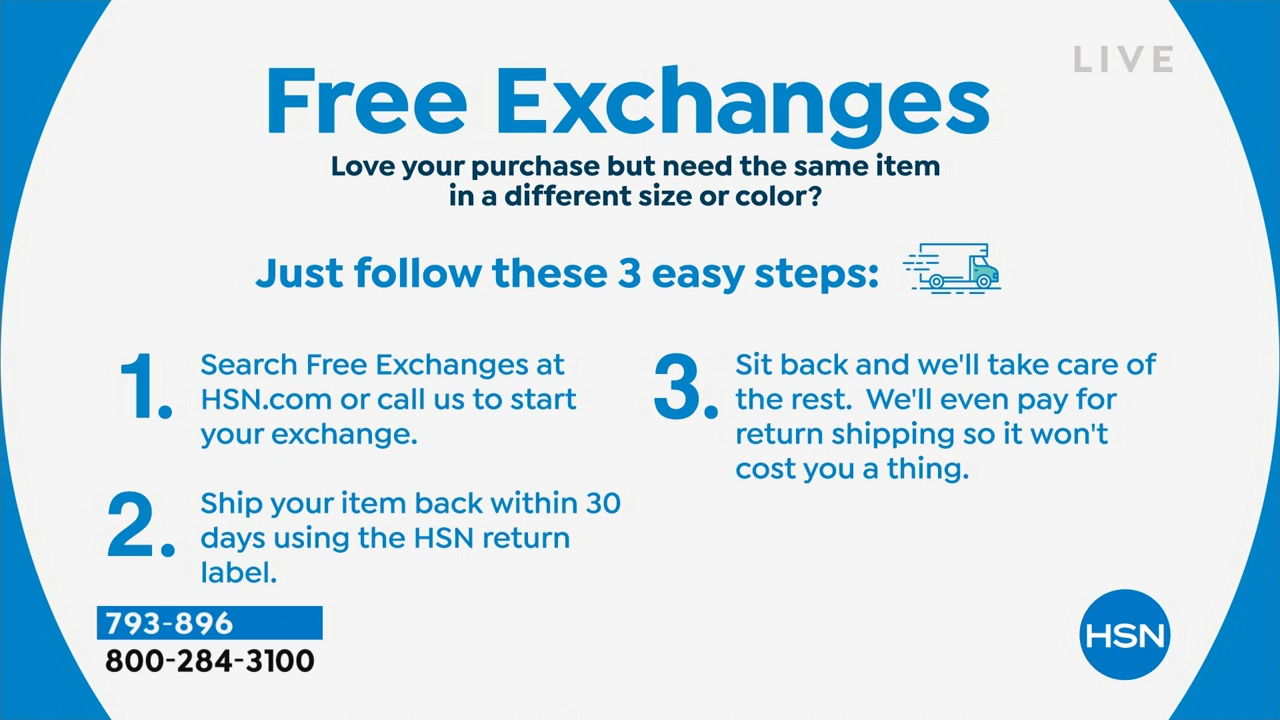 LIVE
Free Exchanges
Love your purchase but need the same item
in a different size or color?
Just follow these 3 easy steps:
1. Search Free Exchanges at
HSN.com or call us to start
your exchange.
2. Ship your item back within 30
days using the HSN return
label.
3. Sit back and we'll take care of
the rest.  We'll even pay for
return shipping so it won't
cost you a thing.
793-896
800-284-3100
HSN